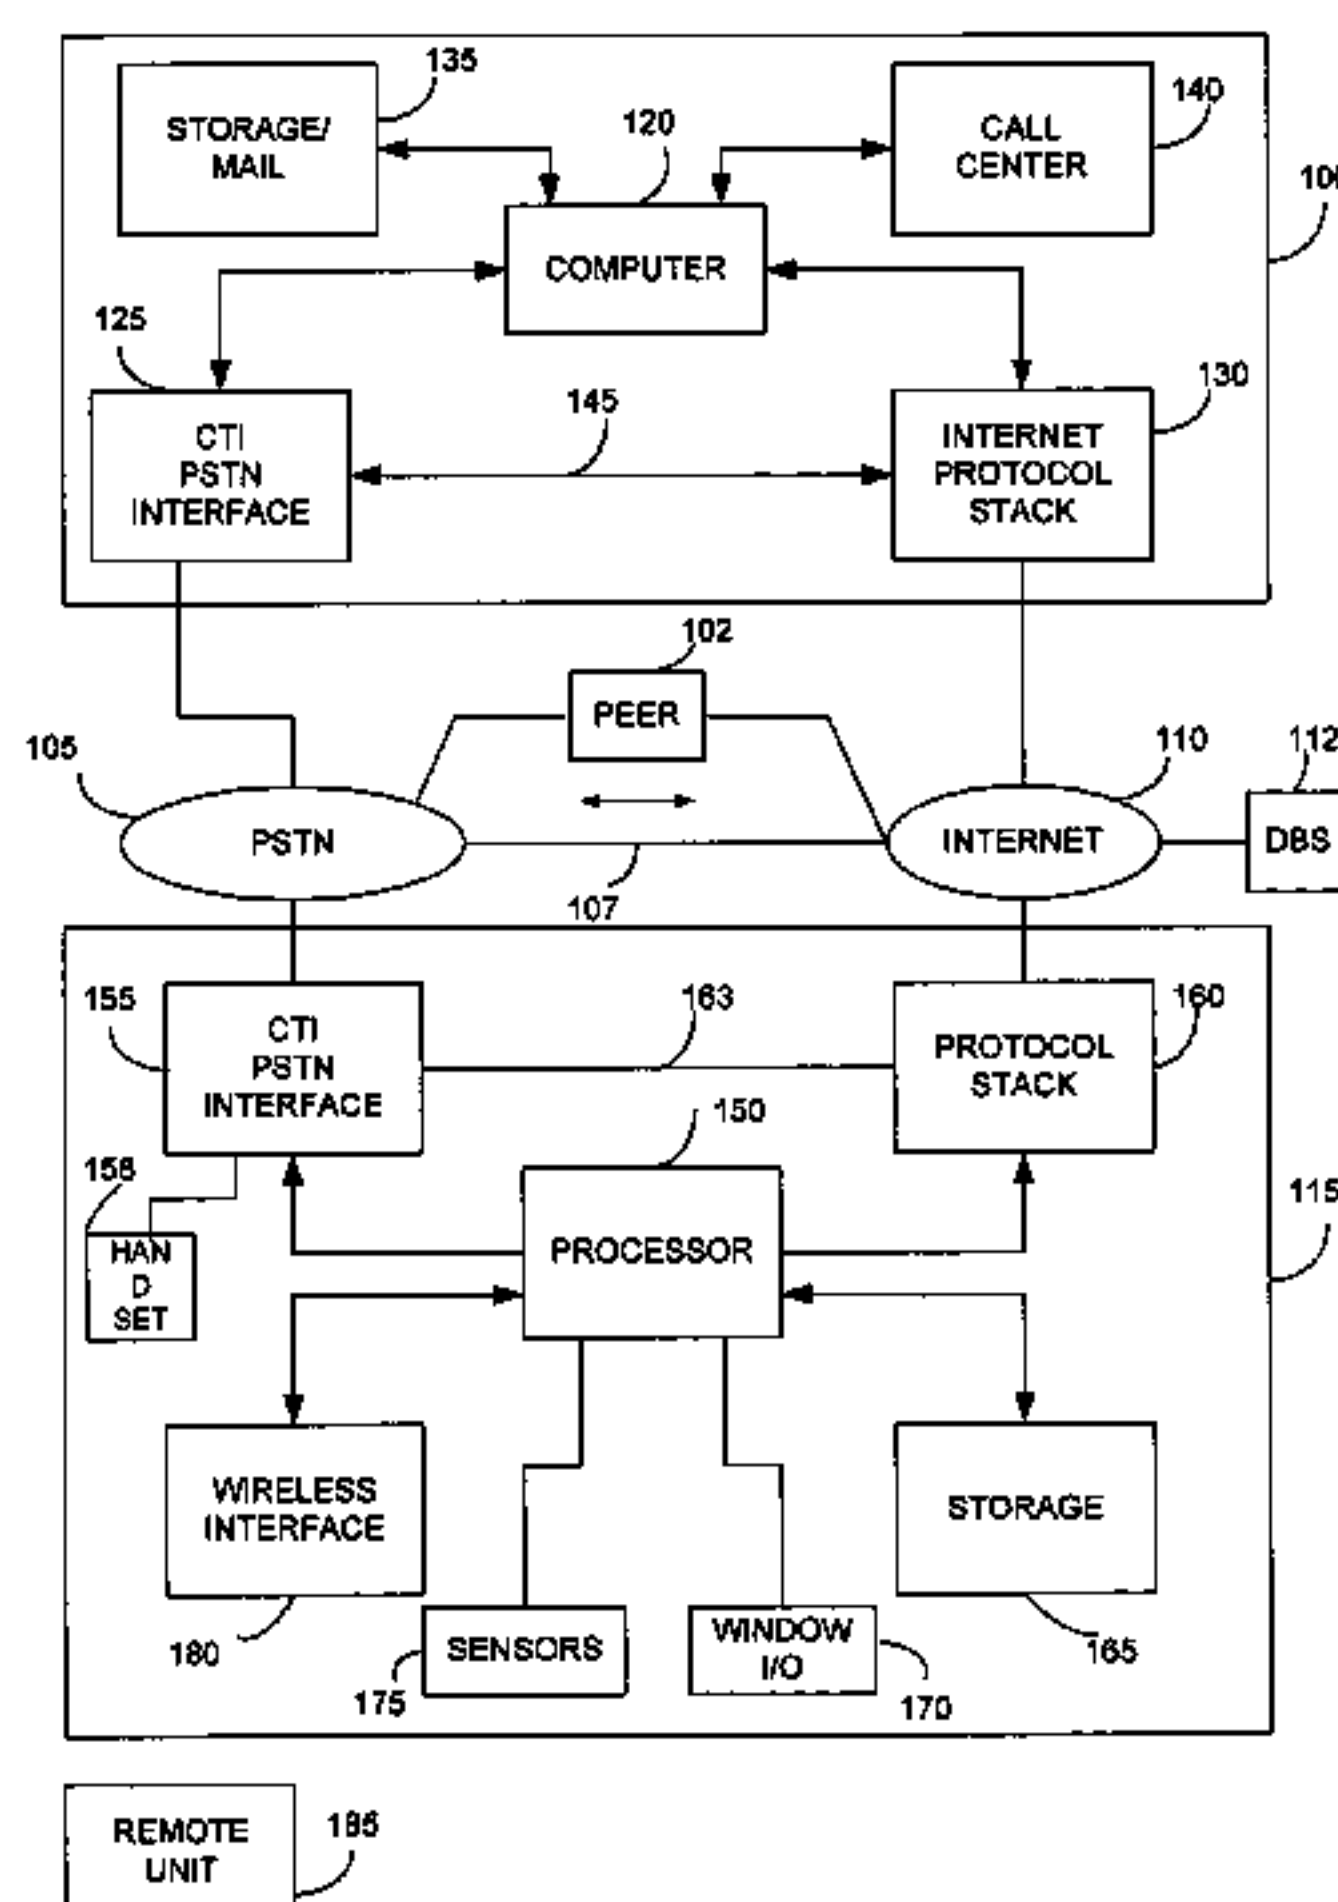 135
STORAGE/
MAIL
120
CALL
CENTER
140
COMPUTER
125
CTI
PSTN
INTERFACE
145
INTERNET
PROTOCOL
STACK
130
102
PEER
105
PSTN
107
110
INTERNET
112
DBS
155
CTI
PSTN
INTERFACE
163
PROTOCOL
STACK
160
150
PROCESSOR
HAN
D
SET
115
WIRELESS
INTERFACE
180
SENSORS
175
WINDOW
I/O
170
STORAGE
165
REMOTE
UNIT